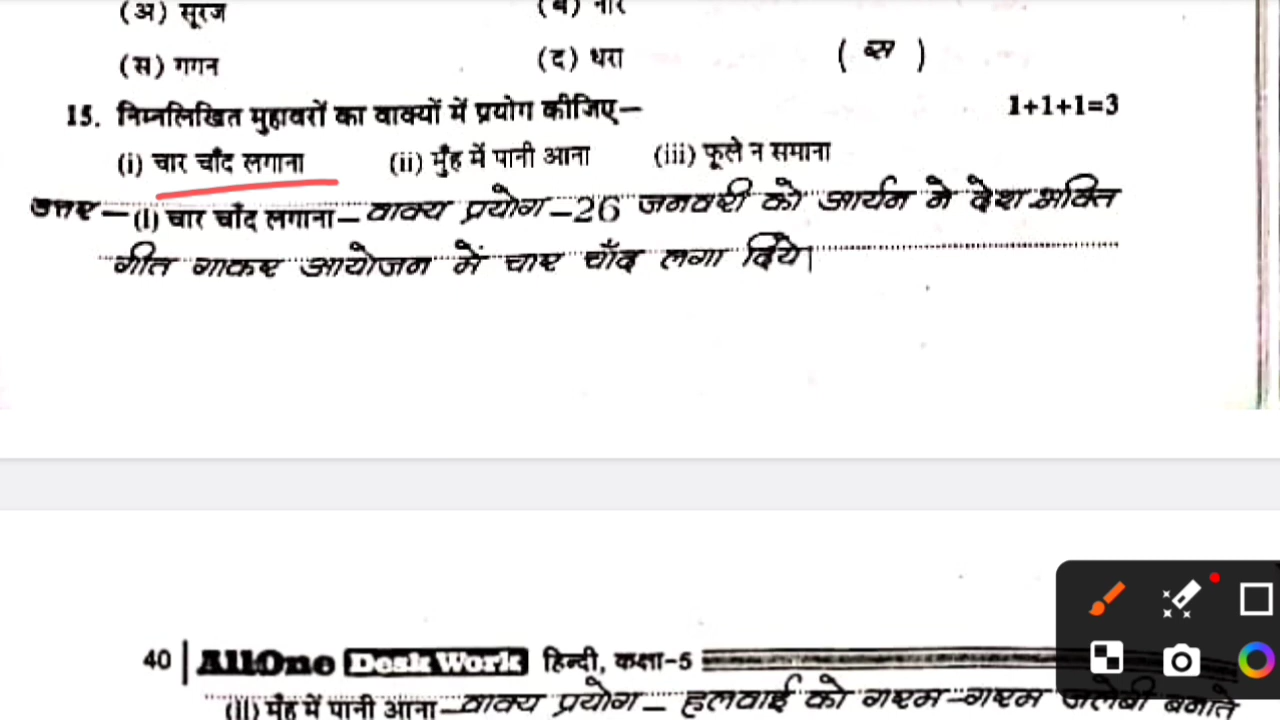 (अ) सूरज (ब) नीर
(स) गगन (द) धरा ( स )
15. निम्नलिखित मुहावरों का वाक्यों में प्रयोग कीजिए— 1+1+1=3
(i) चार चाँद लगाना (ii) मुँह में पानी आना (iii) फूले न समाना
उत्तर—(i) चार चाँद लगाना—वाक्य प्रयोग—26 जनवरी को आर्यन ने देश भक्ति
गीत गाकर आयोजन में चार चाँद लगा दिये।
40 AllOne Desk Work हिन्दी, कक्षा-5
(ii) मुँह में पानी आना—वाक्य प्रयोग—हलवाई को गरम-गरम जलेबी बनाते